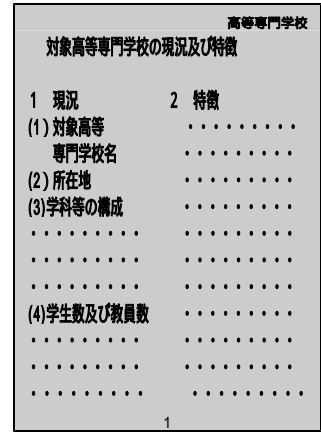 高等専門学校
対象高等専門学校の現況及び特徴
1 現況
(1)対象高等
専門学校名
(2)所在地
(3)学科等の構成
・・・・・・・・・
・・・・・・・・・
・・・・・・・・・
(4)学生数及び教員数
・・・・・・・・・
・・・・・・・・・
・・・・・・・・・
2 特徴
・・・・・・・・・
・・・・・・・・・
・・・・・・・・・
・・・・・・・・・
・・・・・・・・・
・・・・・・・・・
・・・・・・・・・
・・・・・・・・・
・・・・・・・・・
・・・・・・・・・
・・・・・・・・・
1